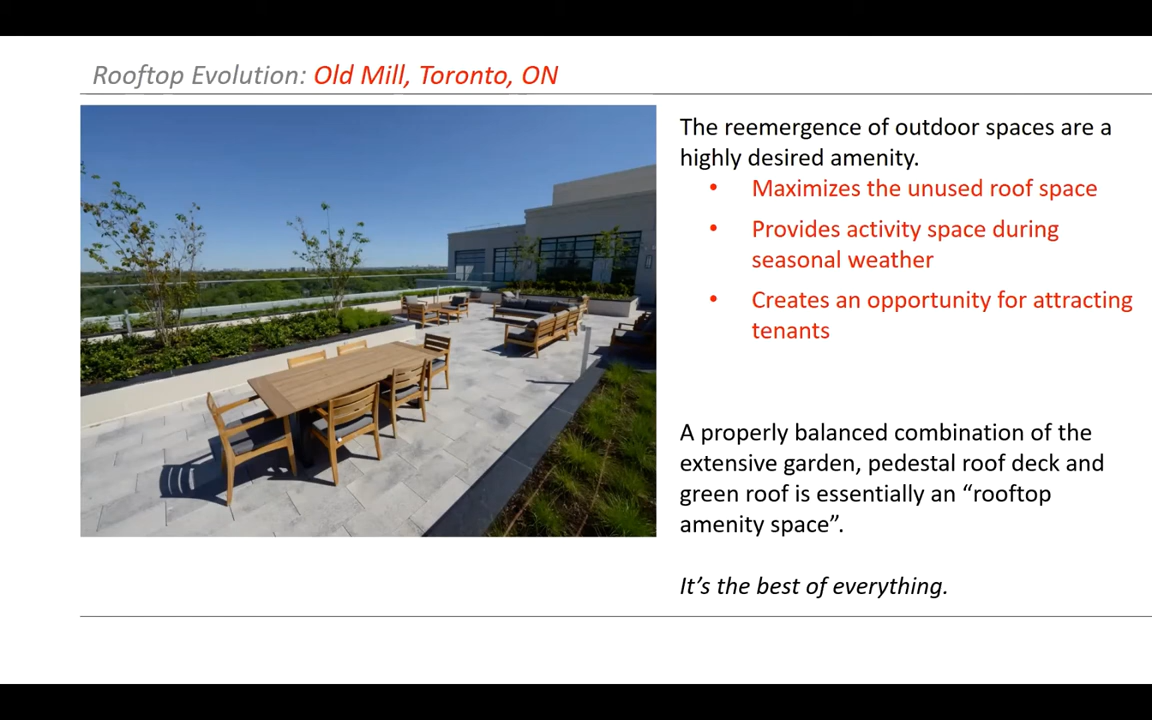 Rooftop Evolution: Old Mill, Toronto, ON
The reemergence of outdoor spaces are a
highly desired amenity.
• Maximizes the unused roof space
• Provides activity space during
seasonal weather
• Creates an opportunity for attracting
tenants
A properly balanced combination of the
extensive garden, pedestal roof deck and
green roof is essentially an “rooftop
amenity space”.
It’s the best of everything.